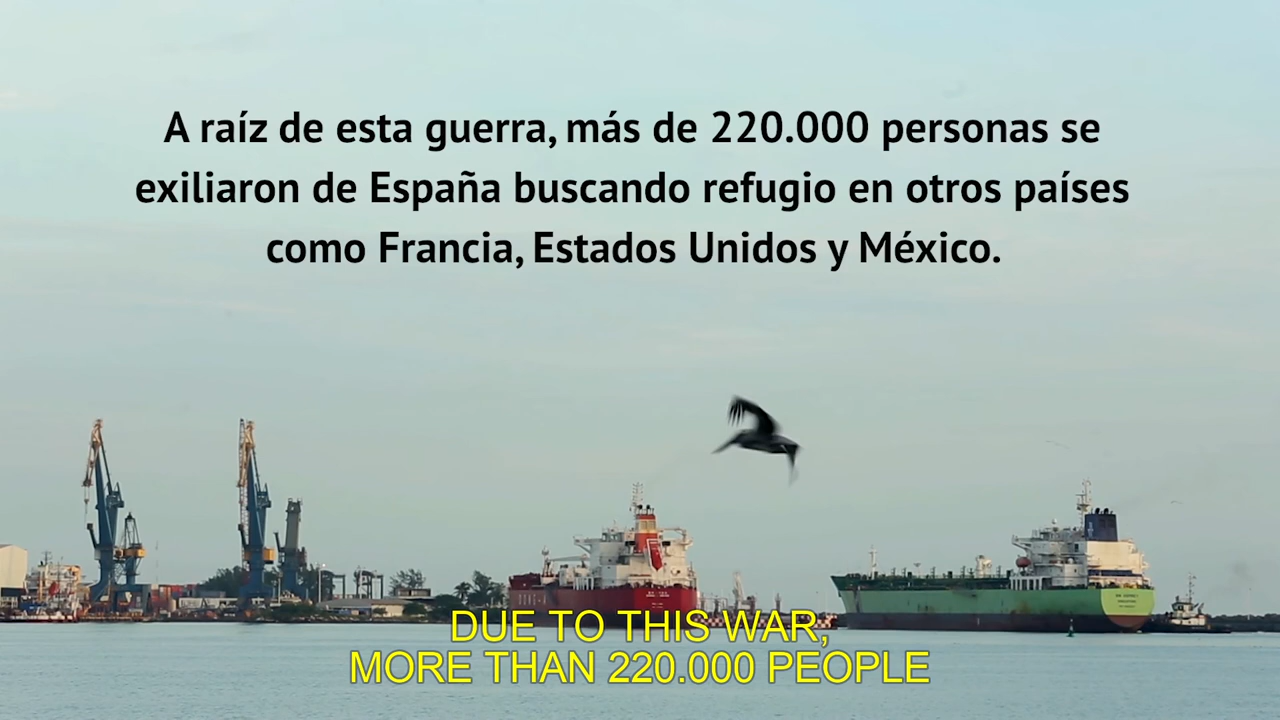 A raíz de esta guerra, más de 220.000 personas se
exiliaron de España buscando refugio en otros países
como Francia, Estados Unidos y México.
DUE TO THIS WAR,
MORE THAN 220.000 PEOPLE